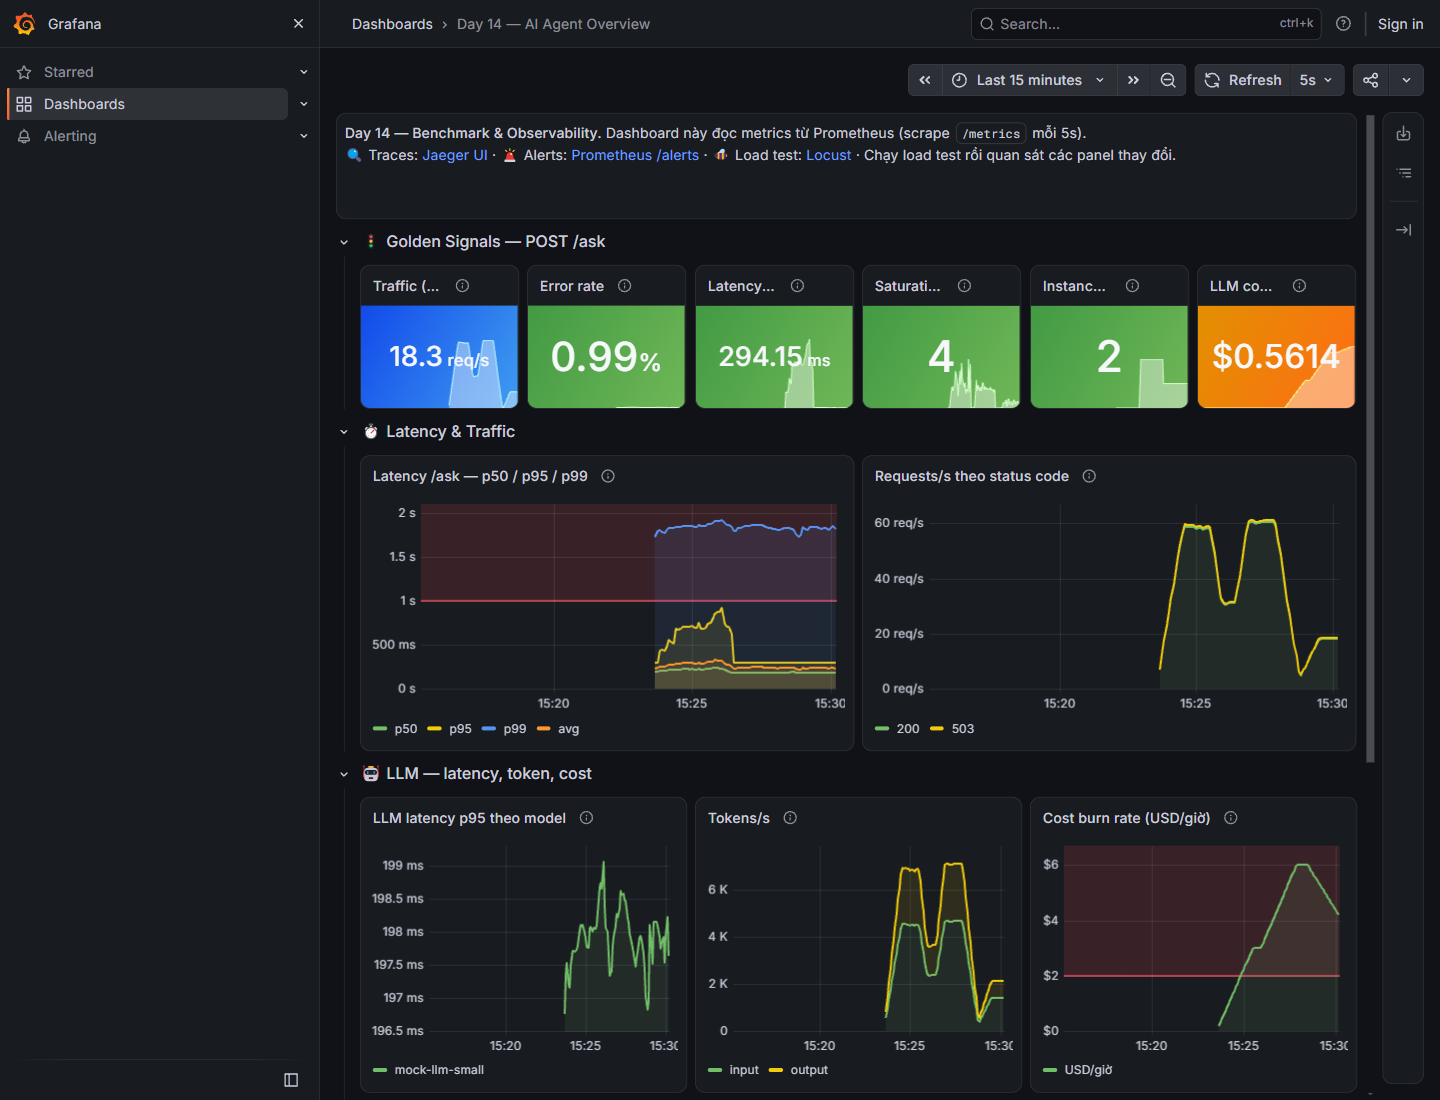 Grafana
Dashboards › Day 14 — AI Agent Overview
Search...
ctrl+k
Sign in
Starred
Dashboards
Alerting
Last 15 minutes
Refresh
5s
Day 14 — Benchmark & Observability. Dashboard này đọc metrics từ Prometheus (scrape /metrics mỗi 5s).
Traces: Jaeger UI · Alerts: Prometheus /alerts · Load test: Locust · Chạy load test rồi quan sát các panel thay đổi.
Golden Signals — POST /ask
Traffic (...
Error rate
Latency...
Saturati...
Instanc...
LLM co...
18.3 req/s
0.99%
294.15 ms
4
2
$0.5614
Latency & Traffic
Latency /ask — p50 / p95 / p99
2 s
1.5 s
1 s
500 ms
0 s
15:20
15:25
15:30
p50
p95
p99
avg
Requests/s theo status code
60 req/s
40 req/s
20 req/s
0 req/s
15:20
15:25
15:30
200
503
LLM — latency, token, cost
LLM latency p95 theo model
199 ms
198.5 ms
198 ms
197.5 ms
197 ms
196.5 ms
15:20
15:25
15:30
mock-llm-small
Tokens/s
6 K
4 K
2 K
0
15:20
15:25
15:30
input
output
Cost burn rate (USD/giờ)
$6
$4
$2
$0
15:20
15:25
15:30
USD/giờ